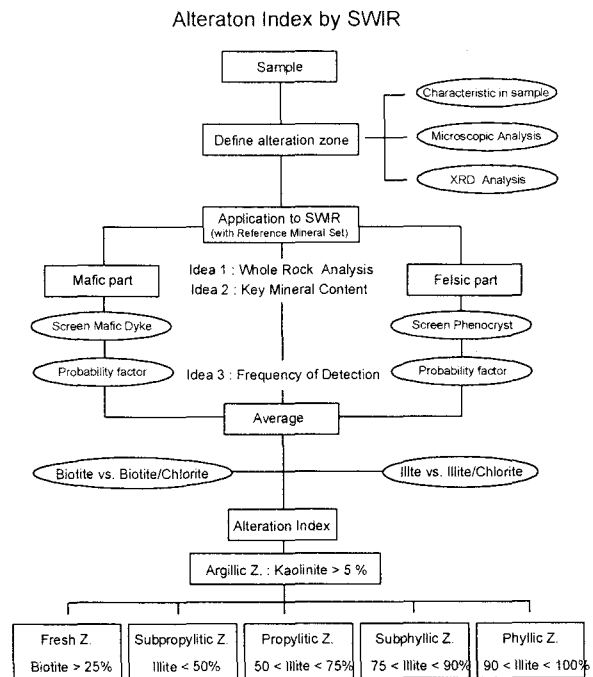 Alteraton Index by SWIR
Sample
Characteristic in sample
Define alteration zone
Microscopic Analysis
XRD Analysis
Application to SWIR
(with Reference Mineral Set)
Mafic part
Idea 1 : Whole Rock Analysis
Idea 2 : Key Mineral Content
Felsic part
Screen Mafic Dyke
Screen Phenocryst
Probability factor
Idea 3 : Frequency of Detection
Probability factor
Average
Biotite vs. Biotite/Chlorite
Illte vs. Illite/Chlorite
Alteration Index
Argillic Z. : Kaolinite > 5 %
Fresh Z.
Biotite > 25%
Subpropylitic Z.
Illite < 50%
Propylitic Z.
50 < Illite < 75%
Subphyllic Z.
75 < Illite < 90%
Phyllic Z.
90 < Illite < 100%